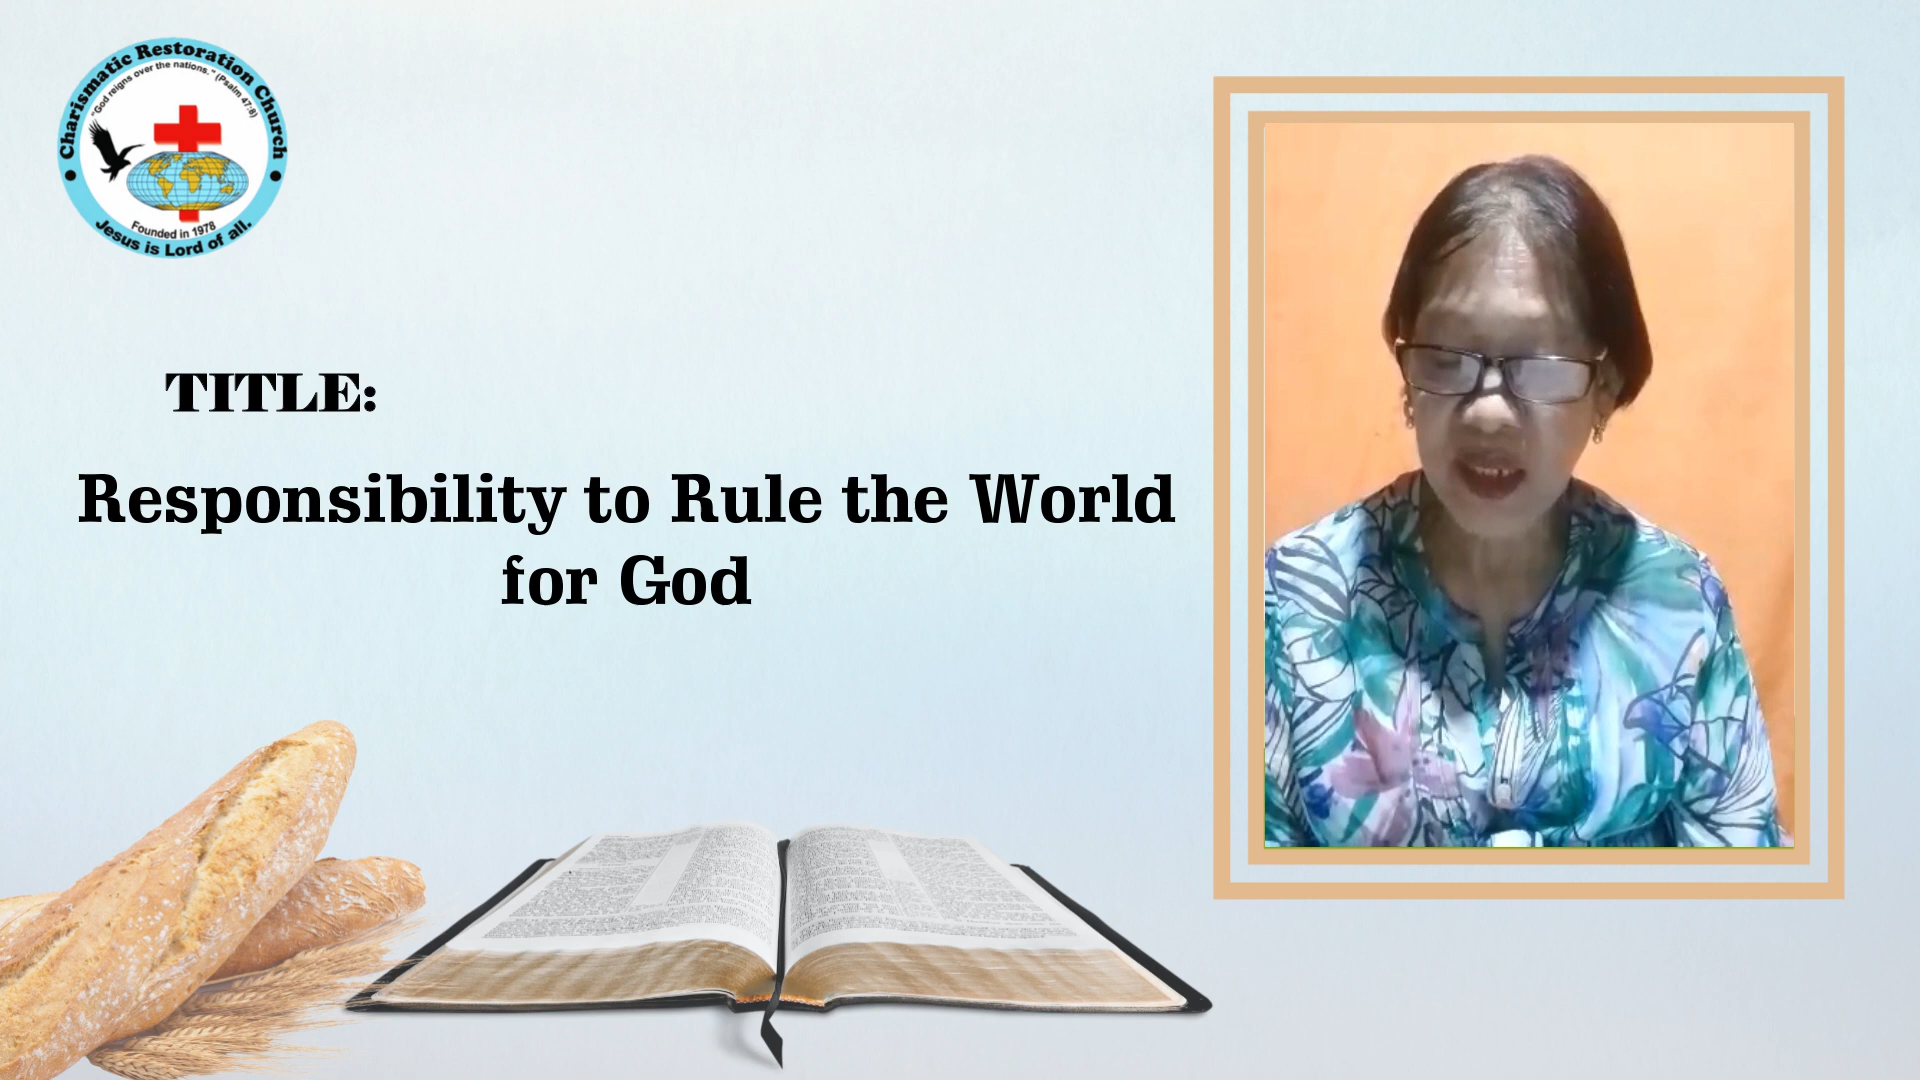 Charismatic Restoration Church
"God reigns over the nations." (Psalm 47:8)
Founded in 1978
Jesus is Lord of all.
TITLE:
Responsibility to Rule the World
for God